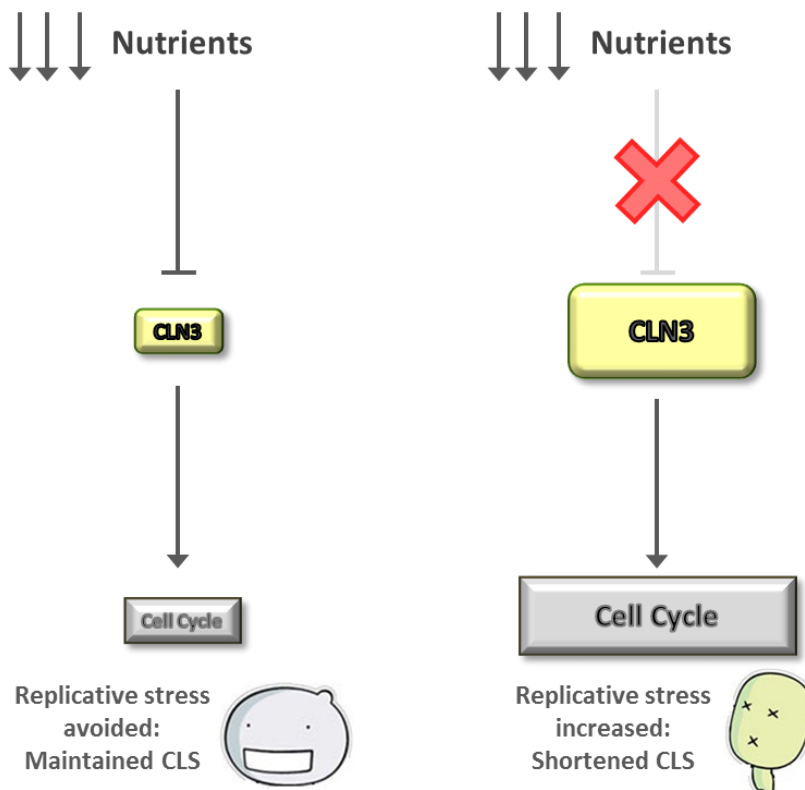 Nutrients
CLN3
Cell Cycle
Replicative stress
avoided:
Maintained CLS
Nutrients
CLN3
Cell Cycle
Replicative stress
increased:
Shortened CLS